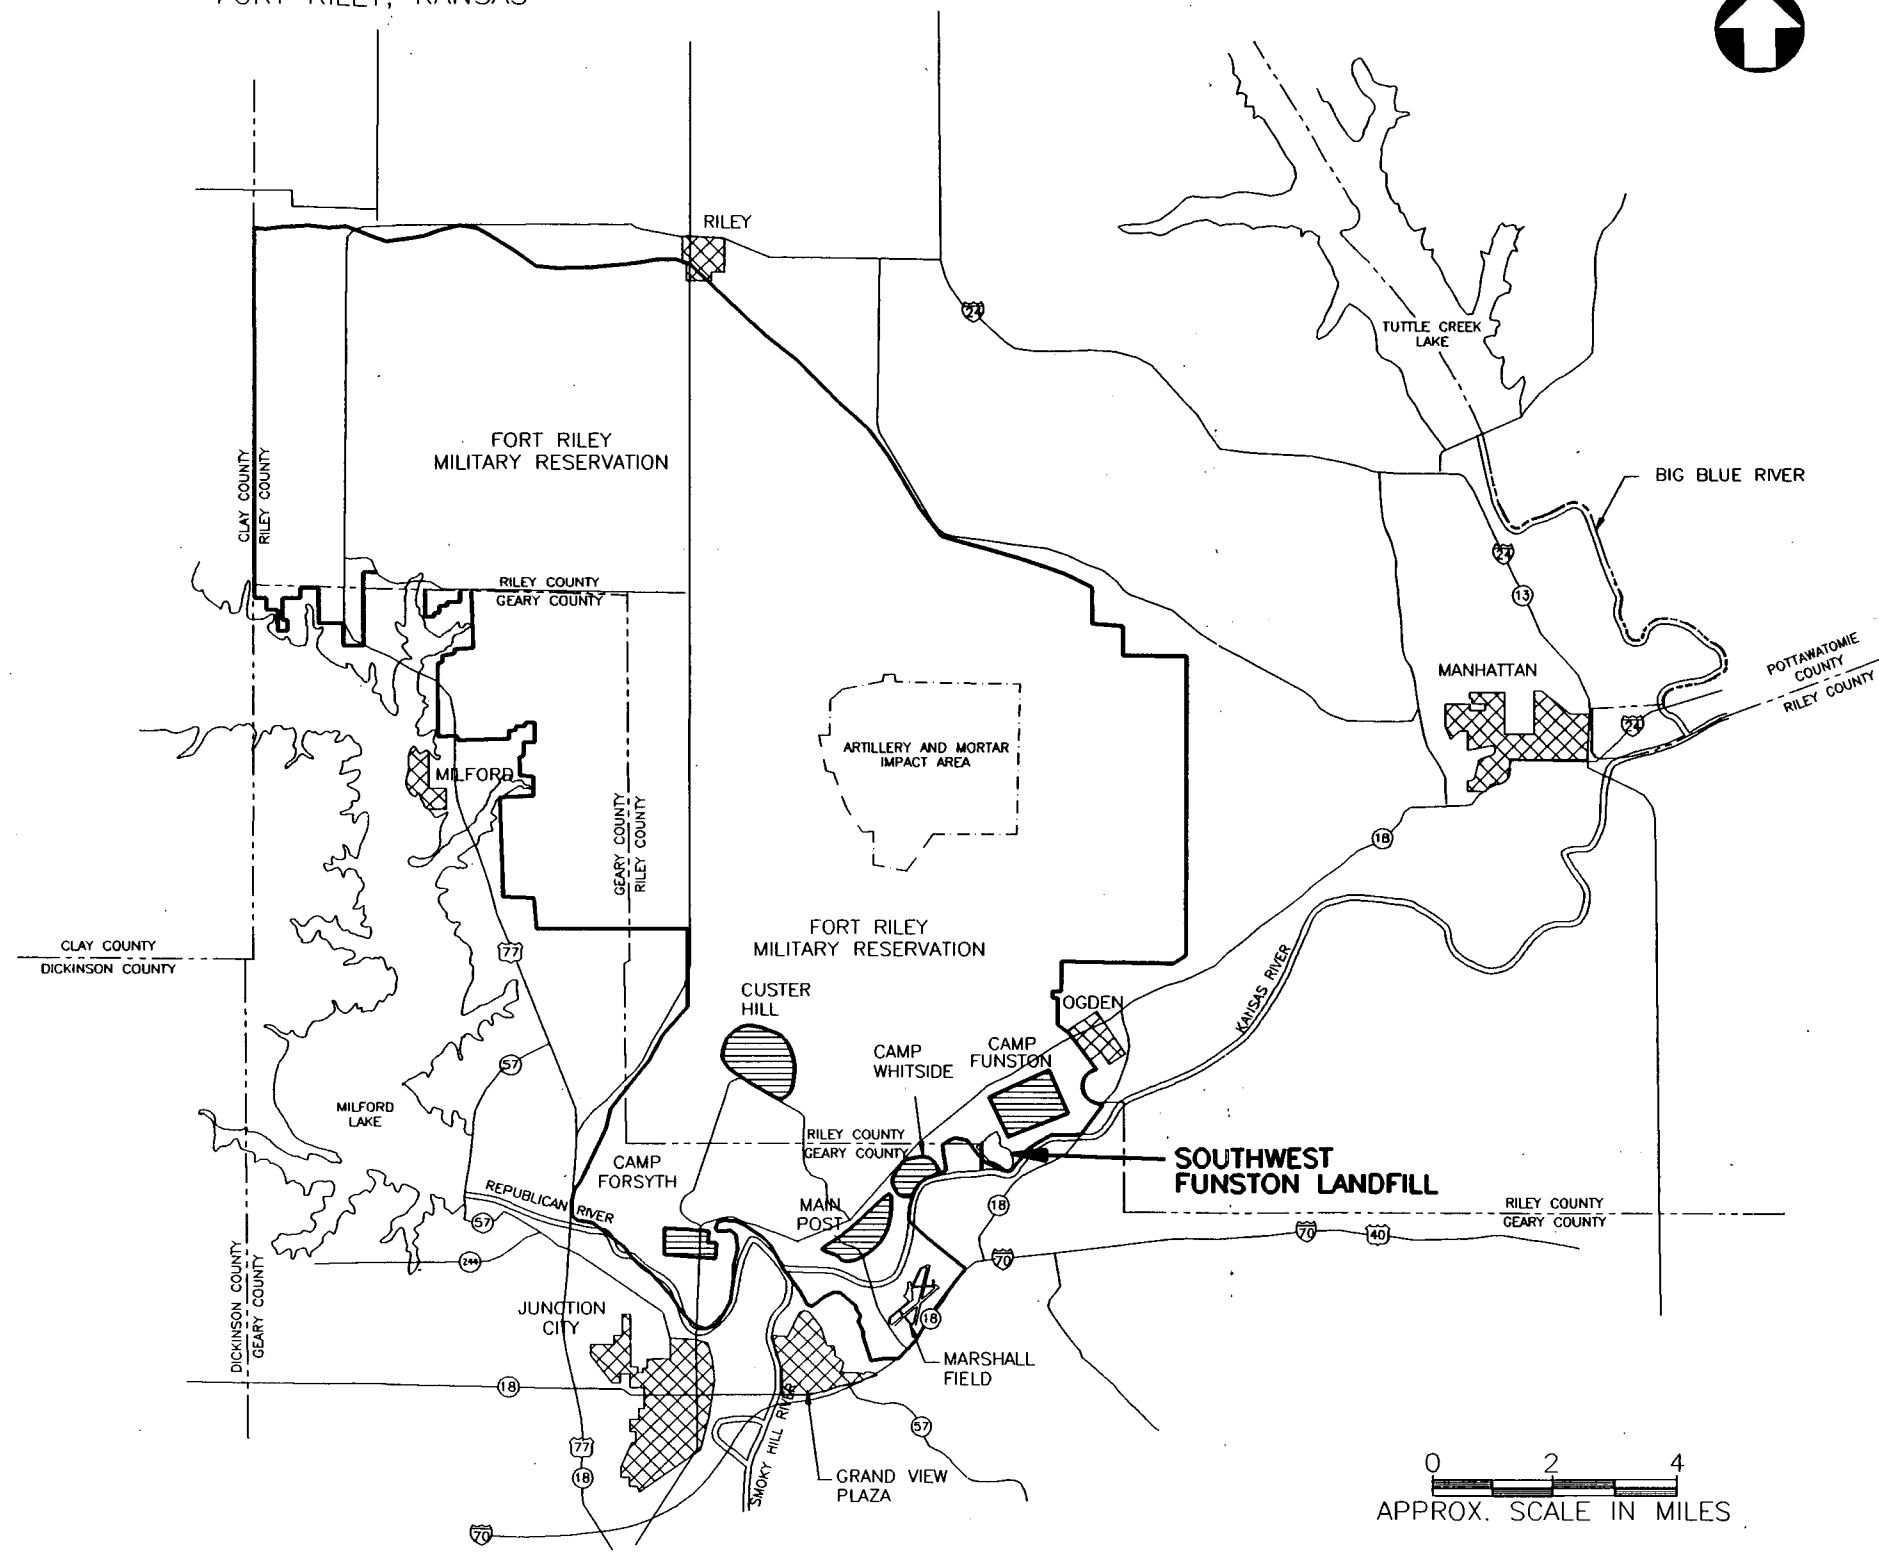 FORT RILEY, KANSAS
RILEY
24
TUTTLE CREEK
LAKE
FORT RILEY
MILITARY RESERVATION
BIG BLUE RIVER
CLAY COUNTY
RILEY COUNTY
24
RILEY COUNTY
GEARY COUNTY
13
MANHATTAN
POTTAWATOMIE
COUNTY
RILEY COUNTY
24
ARTILLERY AND MORTAR
IMPACT AREA
MILFORD
GEARY COUNTY
RILEY COUNTY
18
FORT RILEY
MILITARY RESERVATION
CLAY COUNTY
DICKINSON COUNTY
77
KANSAS RIVER
CUSTER
HILL
OGDEN
CAMP
FUNSTON
CAMP
WHITSIDE
57
MILFORD
LAKE
RILEY COUNTY
GEARY COUNTY
CAMP
FORSYTH
SOUTHWEST
FUNSTON LANDFILL
REPUBLICAN RIVER
MAIN
POST
18
57
RILEY COUNTY
GEARY COUNTY
70
40
70
244
DICKINSON COUNTY
GEARY COUNTY
JUNCTION
CITY
18
MARSHALL
FIELD
18
57
SMOKY HILL RIVER
77
18
GRAND VIEW
PLAZA
70
0 2 4
APPROX. SCALE IN MILES